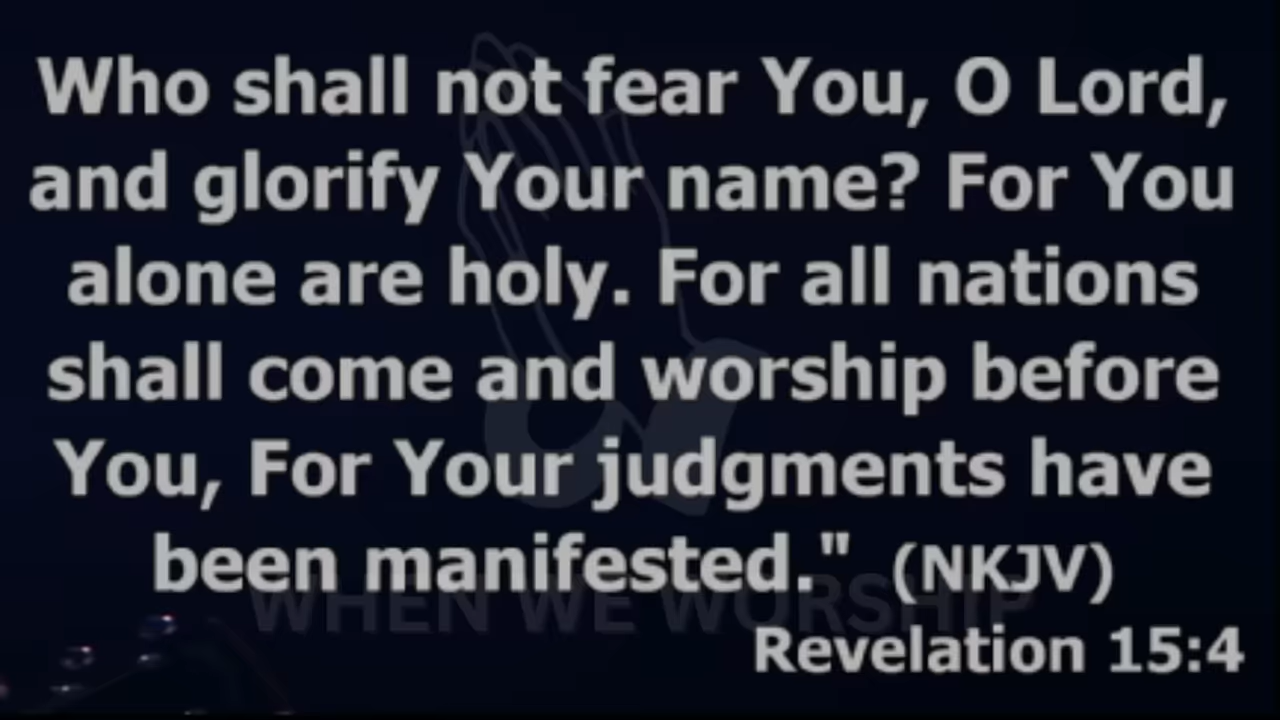 Who shall not fear You, O Lord,
and glorify Your name? For You
alone are holy. For all nations
shall come and worship before
You, For Your judgments have
been manifested." (NKJV)
WHEN WE WORSHIP
Revelation 15:4